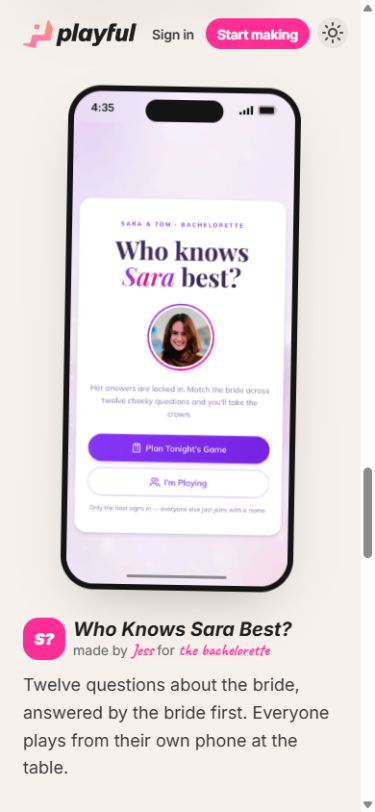 playful
Sign in
Start making
4:35
SARA & TOM · BACHELORETTE
Who knows
Sara best?
Her answers are locked in. Match the bride across
twelve cheeky questions and you'll take the
crown.
Plan Tonight's Game
I'm Playing
Only the host signs in — everyone else just joins with a name.
S?
Who Knows Sara Best?
made by Jess for the bachelorette
Twelve questions about the bride,
answered by the bride first. Everyone
plays from their own phone at the
table.